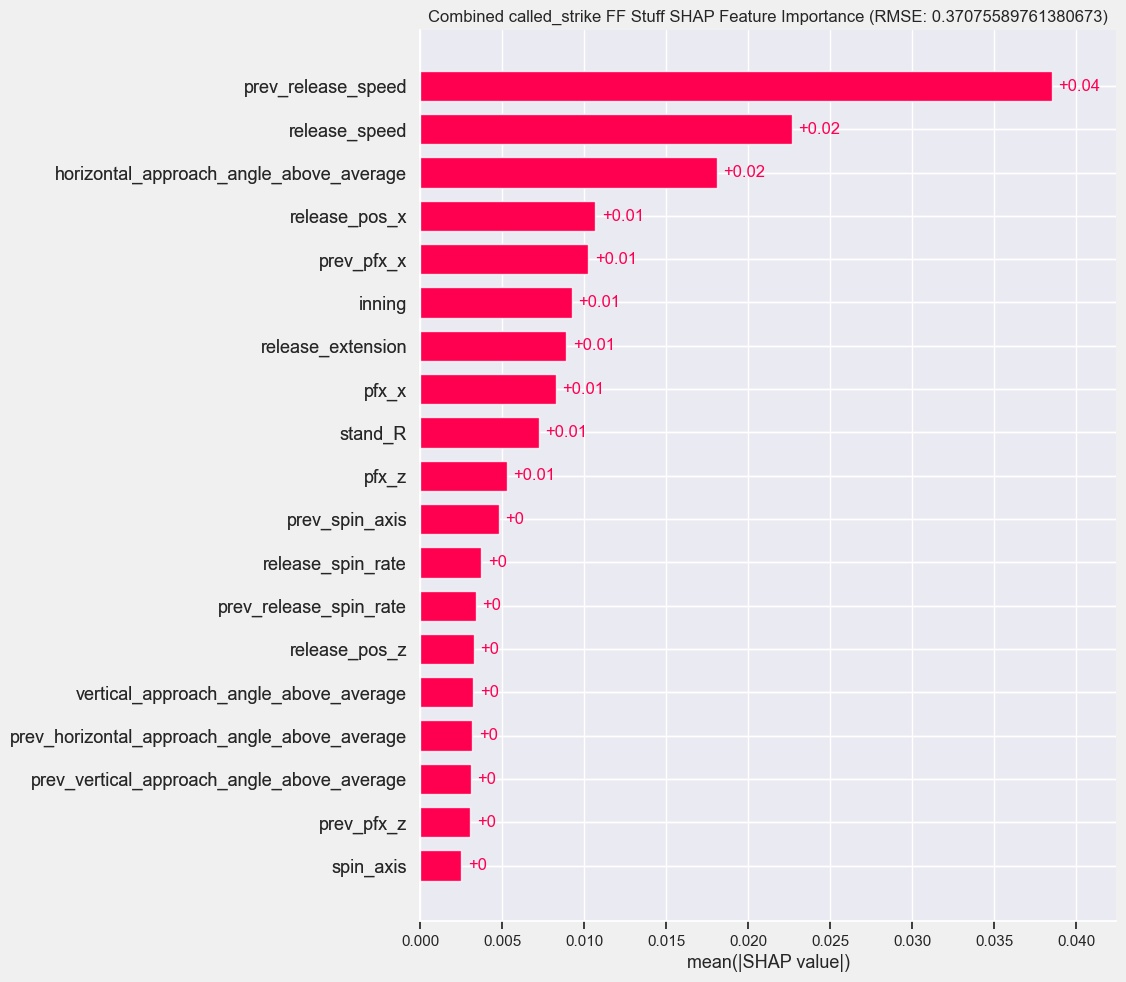 Combined called_strike FF Stuff SHAP Feature Importance (RMSE: 0.37075589761380673)
prev_release_speed +0.04
release_speed +0.02
horizontal_approach_angle_above_average +0.02
release_pos_x +0.01
prev_pfx_x +0.01
inning +0.01
release_extension +0.01
pfx_x +0.01
stand_R +0.01
pfx_z +0.01
prev_spin_axis +0
release_spin_rate +0
prev_release_spin_rate +0
release_pos_z +0
vertical_approach_angle_above_average +0
prev_horizontal_approach_angle_above_average +0
prev_vertical_approach_angle_above_average +0
prev_pfx_z +0
spin_axis +0
0.000 0.005 0.010 0.015 0.020 0.025 0.030 0.035 0.040
mean(|SHAP value|)